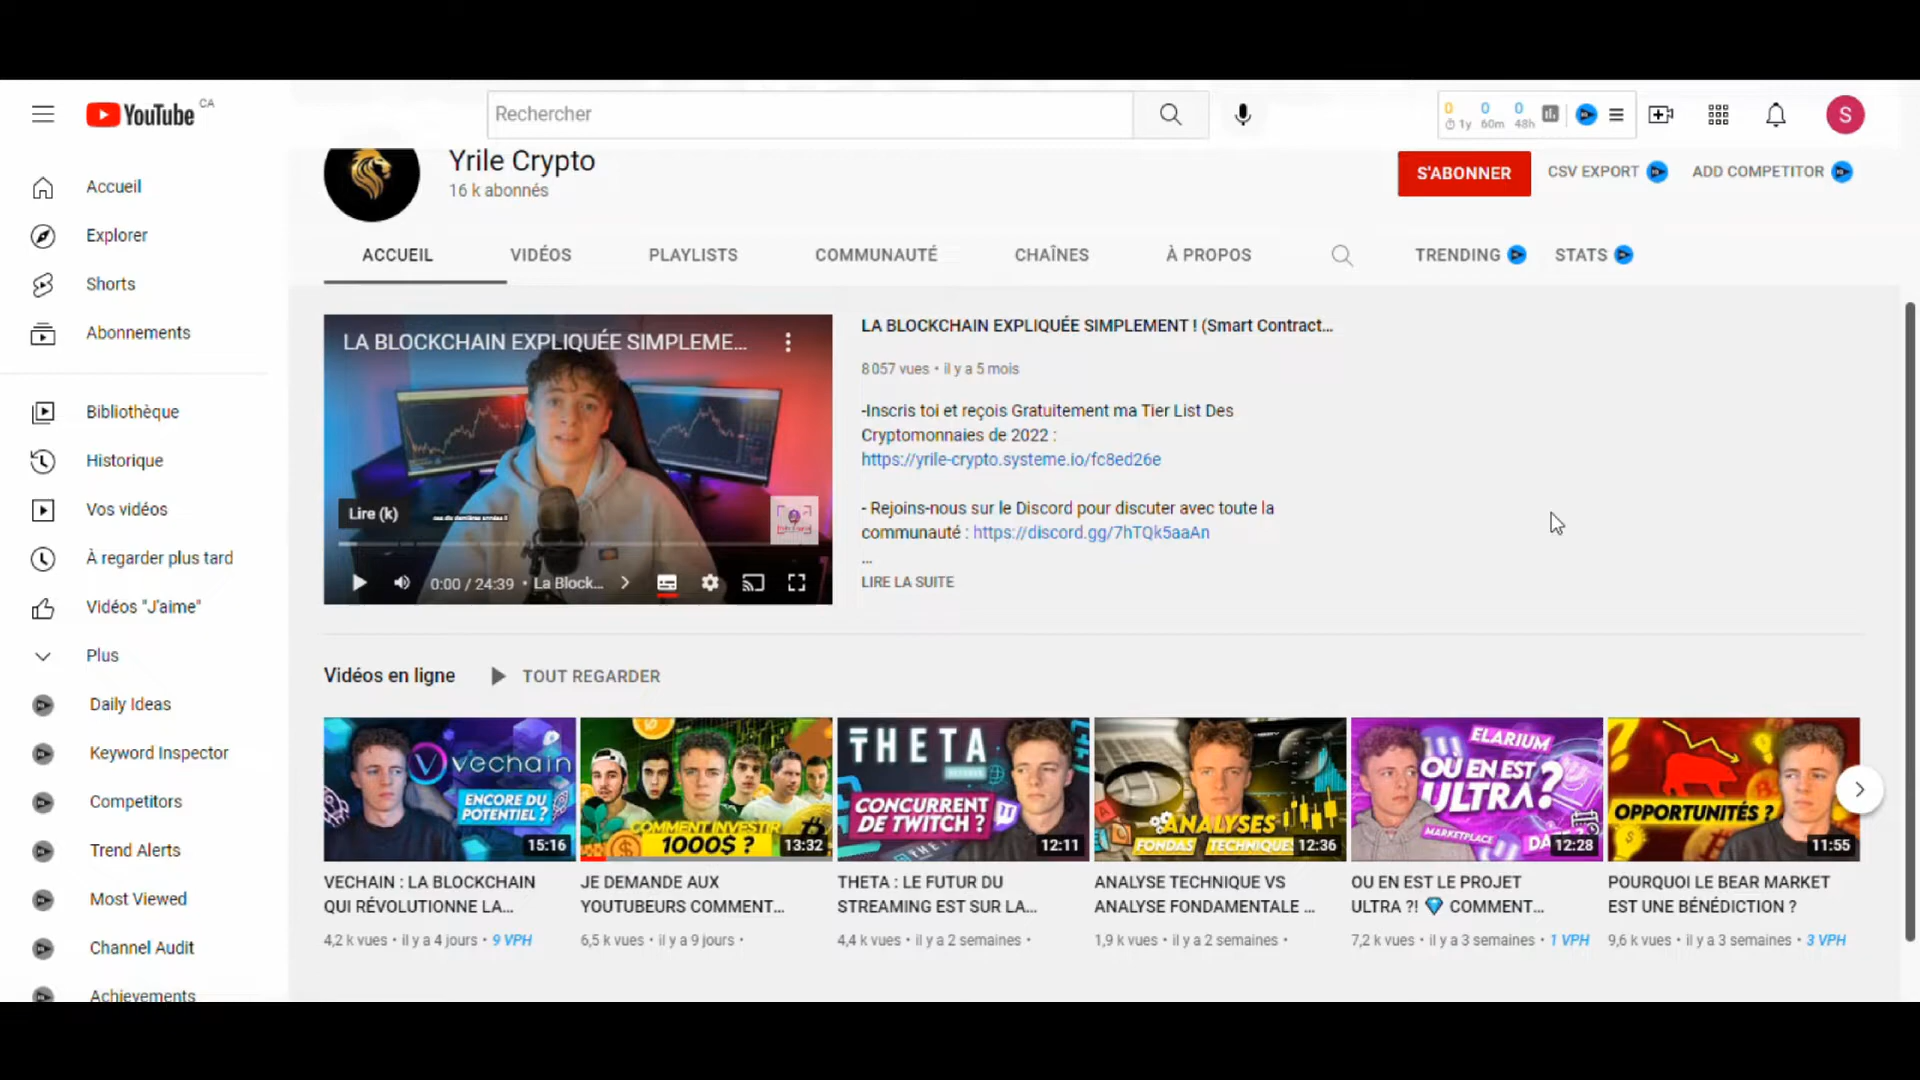 YouTube CA
Rechercher
0 0 0
1y 60m 48h
S
Accueil
Explorer
Shorts
Abonnements
Bibliothèque
Historique
Vos vidéos
À regarder plus tard
Vidéos "J'aime"
Plus
Daily Ideas
Keyword Inspector
Competitors
Trend Alerts
Most Viewed
Channel Audit
Achievements
Yrile Crypto
16 k abonnés
S'ABONNER
CSV EXPORT
ADD COMPETITOR
ACCUEIL
VIDÉOS
PLAYLISTS
COMMUNAUTÉ
CHAÎNES
À PROPOS
TRENDING
STATS
LA BLOCKCHAIN EXPLIQUÉE SIMPLEME...
Lire (k)
0:00 / 24:39 • La Block...
LA BLOCKCHAIN EXPLIQUÉE SIMPLEMENT ! (Smart Contract...
8 057 vues • il y a 5 mois
-Inscris toi et reçois Gratuitement ma Tier List Des
Cryptomonnaies de 2022 :
https://yrile-crypto.systeme.io/fc8ed26e
- Rejoins-nous sur le Discord pour discuter avec toute la
communauté : https://discord.gg/7hTQk5aaAn
...
LIRE LA SUITE
Vidéos en ligne
TOUT REGARDER
vechain
ENCORE DU
POTENTIEL ?
15:16
VECHAIN : LA BLOCKCHAIN
QUI RÉVOLUTIONNE LA...
4,2 k vues • il y a 4 jours • 9 VPH
COMMENT INVESTIR
1000$ ?
13:32
JE DEMANDE AUX
YOUTUBEURS COMMENT...
6,5 k vues • il y a 9 jours •
THETA
CONCURRENT
DE TWITCH ?
12:11
THETA : LE FUTUR DU
STREAMING EST SUR LA...
4,4 k vues • il y a 2 semaines •
ANALYSES
FONDAS TECHNIQUES
12:36
ANALYSE TECHNIQUE VS
ANALYSE FONDAMENTALE ...
1,9 k vues • il y a 2 semaines •
ELARIUM
OU EN EST
ULTRA ?
MARKETPLACE
12:28
OU EN EST LE PROJET
ULTRA ?! 💎 COMMENT...
7,2 k vues • il y a 3 semaines • 1 VPH
OPPORTUNITÉS ?
11:55
POURQUOI LE BEAR MARKET
EST UNE BÉNÉDICTION ?
9,6 k vues • il y a 3 semaines • 3 VPH